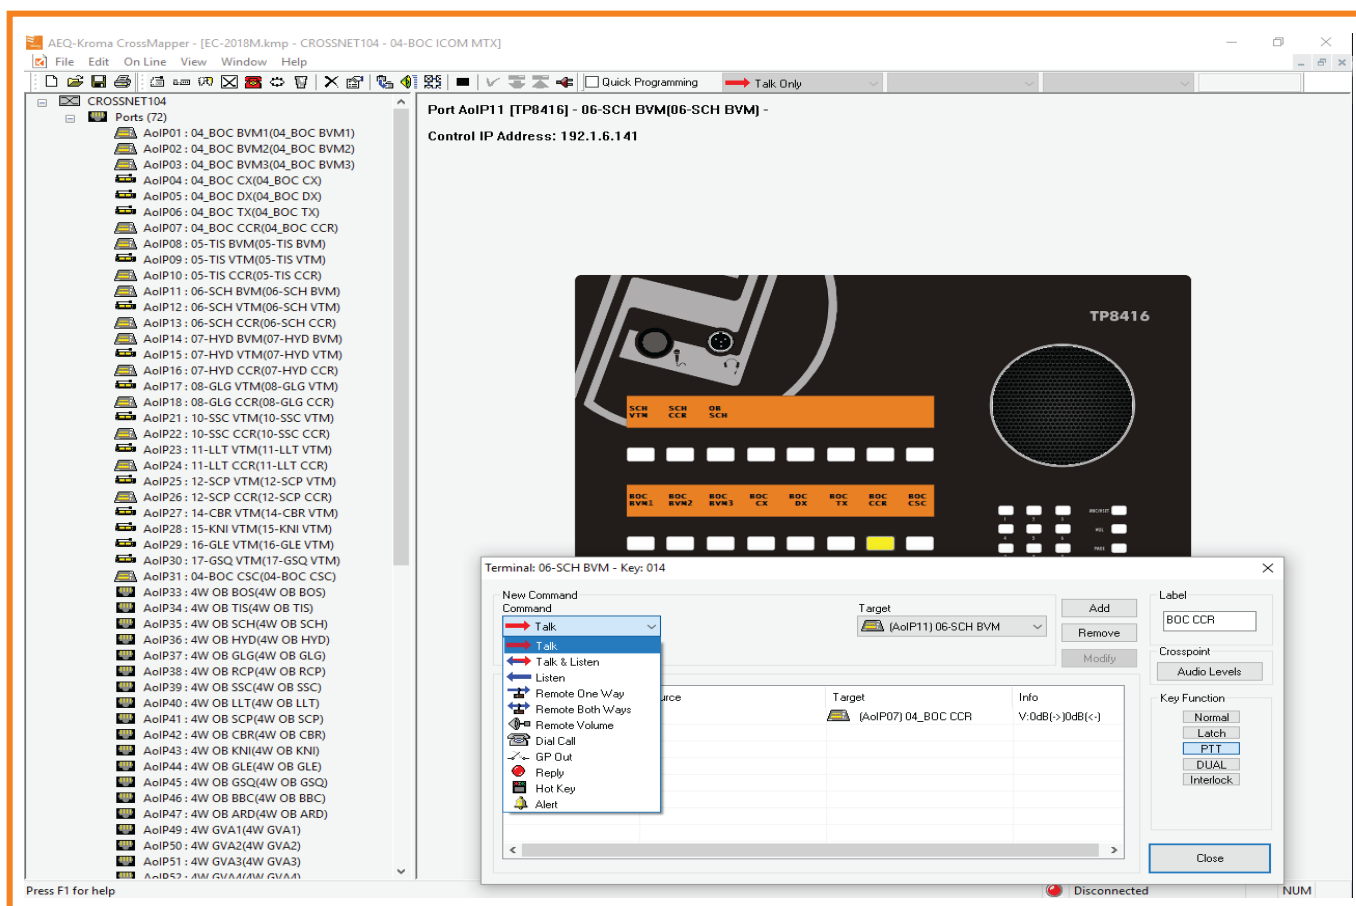 AEQ-Kroma CrossMapper - [EC-2018M.kmp - CROSSNET104 - 04-BOC ICOM MTX]
File Edit On Line View Window Help
Quick Programming Talk Only
CROSSNET104
Ports (72)
AoIP01 : 04_BOC BVM1(04_BOC BVM1)
AoIP02 : 04_BOC BVM2(04_BOC BVM2)
AoIP03 : 04_BOC BVM3(04_BOC BVM3)
AoIP04 : 04_BOC CX(04_BOC CX)
AoIP05 : 04_BOC DX(04_BOC DX)
AoIP06 : 04_BOC TX(04_BOC TX)
AoIP07 : 04_BOC CCR(04_BOC CCR)
AoIP08 : 05-TIS BVM(05-TIS BVM)
AoIP09 : 05-TIS VTM(05-TIS VTM)
AoIP10 : 05-TIS CCR(05-TIS CCR)
AoIP11 : 06-SCH BVM(06-SCH BVM)
AoIP12 : 06-SCH VTM(06-SCH VTM)
AoIP13 : 06-SCH CCR(06-SCH CCR)
AoIP14 : 07-HYD BVM(07-HYD BVM)
AoIP15 : 07-HYD VTM(07-HYD VTM)
AoIP16 : 07-HYD CCR(07-HYD CCR)
AoIP17 : 08-GLG VTM(08-GLG VTM)
AoIP18 : 08-GLG CCR(08-GLG CCR)
AoIP21 : 10-SSC VTM(10-SSC VTM)
AoIP22 : 10-SSC CCR(10-SSC CCR)
AoIP23 : 11-LLT VTM(11-LLT VTM)
AoIP24 : 11-LLT CCR(11-LLT CCR)
AoIP25 : 12-SCP VTM(12-SCP VTM)
AoIP26 : 12-SCP CCR(12-SCP CCR)
AoIP27 : 14-CBR VTM(14-CBR VTM)
AoIP28 : 15-KNI VTM(15-KNI VTM)
AoIP29 : 16-GLE VTM(16-GLE VTM)
AoIP30 : 17-GSQ VTM(17-GSQ VTM)
AoIP31 : 04-BOC CSC(04-BOC CSC)
AoIP33 : 4W OB BOS(4W OB BOS)
AoIP34 : 4W OB TIS(4W OB TIS)
AoIP35 : 4W OB SCH(4W OB SCH)
AoIP36 : 4W OB HYD(4W OB HYD)
AoIP37 : 4W OB GLG(4W OB GLG)
AoIP38 : 4W OB RCP(4W OB RCP)
AoIP39 : 4W OB SSC(4W OB SSC)
AoIP40 : 4W OB LLT(4W OB LLT)
AoIP41 : 4W OB SCP(4W OB SCP)
AoIP42 : 4W OB CBR(4W OB CBR)
AoIP43 : 4W OB KNI(4W OB KNI)
AoIP44 : 4W OB GLE(4W OB GLE)
AoIP45 : 4W OB GSQ(4W OB GSQ)
AoIP46 : 4W OB BBC(4W OB BBC)
AoIP47 : 4W OB ARD(4W OB ARD)
AoIP49 : 4W GVA1(4W GVA1)
AoIP50 : 4W GVA2(4W GVA2)
AoIP51 : 4W GVA3(4W GVA3)
AoIP52 : 4W GVA4(4W GVA4)
Port AoIP11 [TP8416] - 06-SCH BVM(06-SCH BVM) -
Control IP Address: 192.1.6.141
TP8416
SCH VTM SCH CCR OB SCH
BOC BVM1 BOC BVM2 BOC BVM3 BOC CX BOC DX BOC TX BOC CCR BOC CSC
Terminal: 06-SCH BVM - Key: 014
New Command
Command
Talk
Talk
Talk & Listen
Listen
Remote One Way
Remote Both Ways
Remote Volume
Dial Call
GP Out
Reply
Hot Key
Alert
Target
(AoIP11) 06-SCH BVM
Add
Remove
Modify
urce Target Info
(AoIP07) 04_BOC CCR V:0dB(->)0dB(<-)
Label
BOC CCR
Crosspoint
Audio Levels
Key Function
Normal
Latch
PTT
DUAL
Interlock
Close
Press F1 for help
Disconnected
NUM